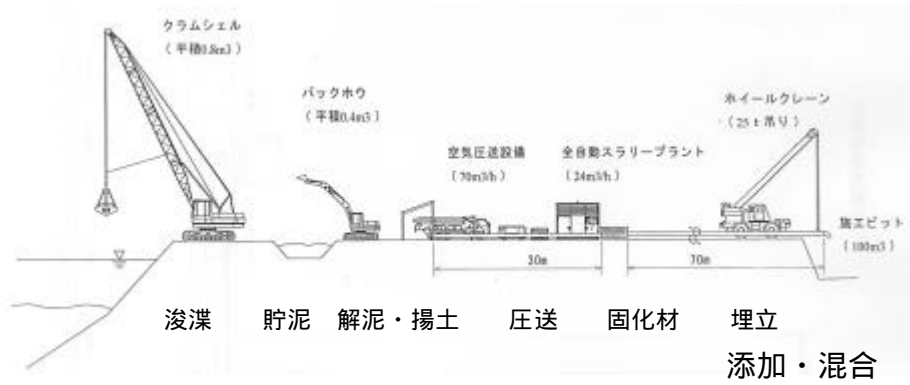 クラムシェル
(平積0.8m3)
バックホウ
(平積0.4m3)
空気圧送設備
(70m3/h)
全自動スラリープラント
(24m3/h)
ホイールクレーン
(25t吊り)
施工ピット
(100m3)
30m
70m
浚渫 貯泥 解泥・揚土 圧送 固化材 埋立
添加・混合